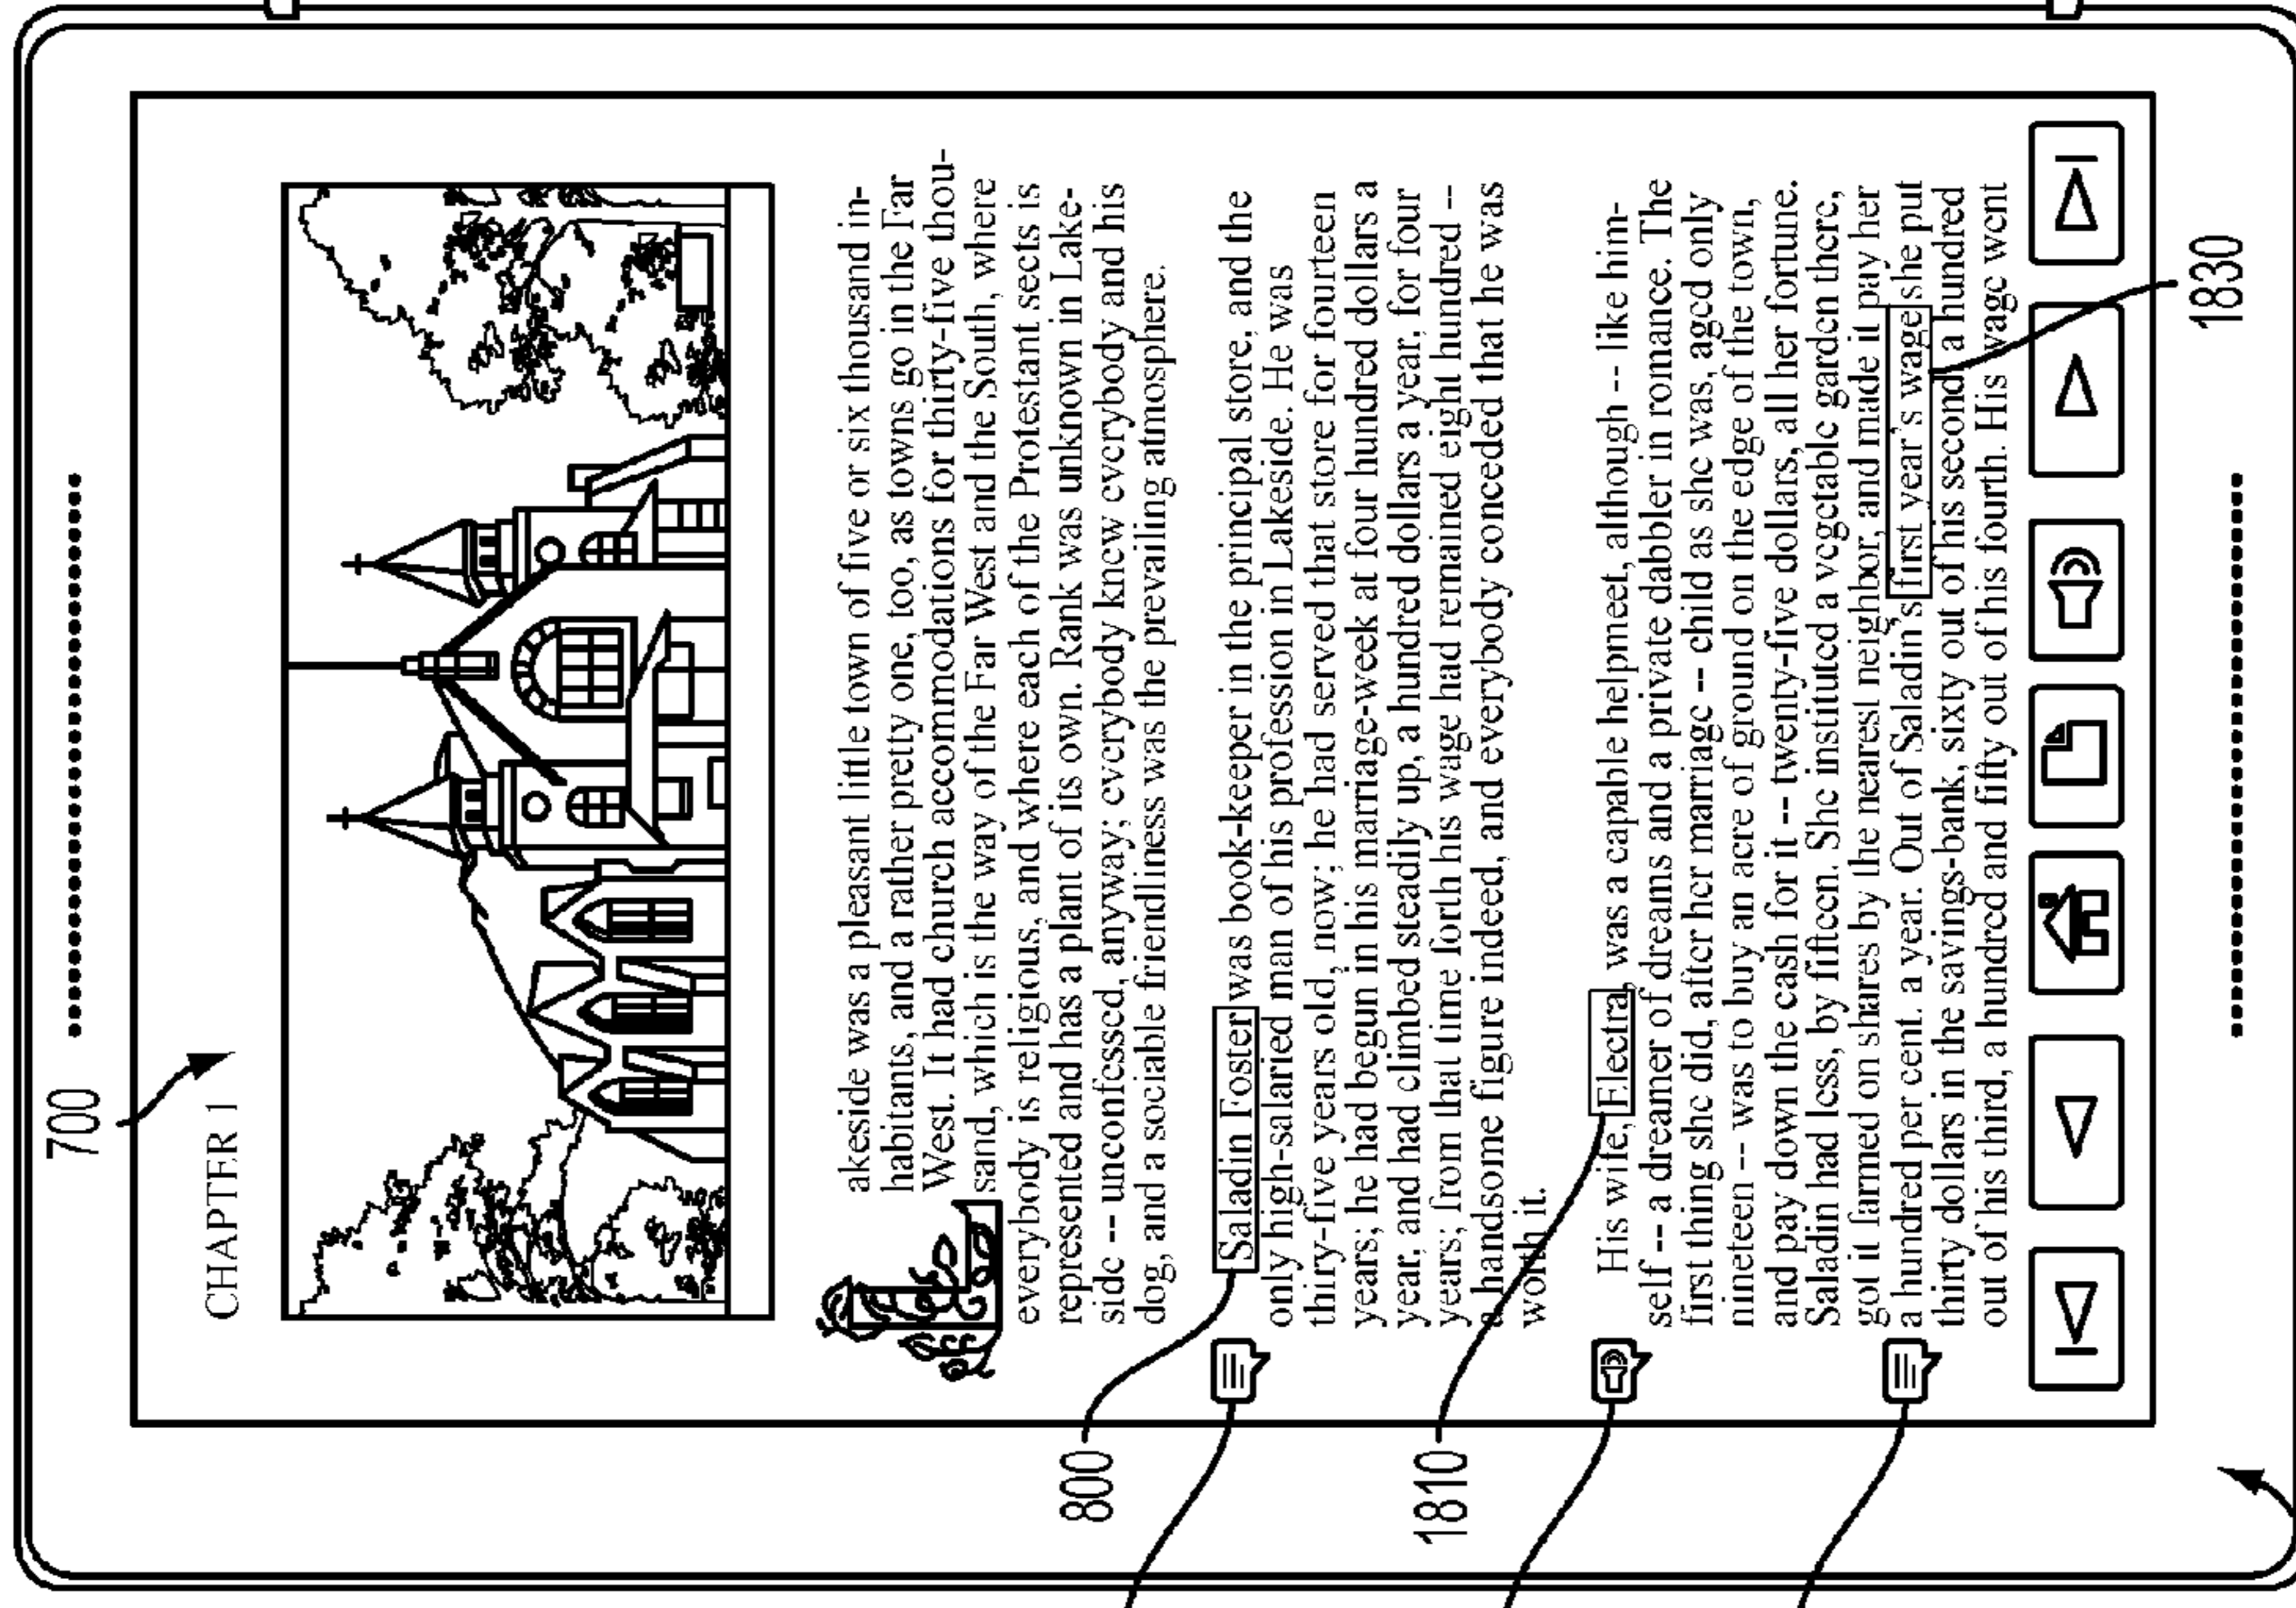 700
CHAPTER 1
akeside was a pleasant little town of five or six thousand in-
habitants, and a rather pretty one, too, as towns go in the Far
West. It had church accommodations for thirty-five thou-
sand, which is the way of the Far West and the South, where
everybody is religious, and where each of the Protestant sects is
represented and has a plant of its own. Rank was unknown in Lake-
side -- unconfessed, anyway; everybody knew everybody and his
dog, and a sociable friendliness was the prevailing atmosphere.
800
Saladin Foster was book-keeper in the principal store, and the
only high-salaried man of his profession in Lakeside. He was
thiry-five years old, now; he had served that store for fourteen
years; he had begun in his marriage-week at four hundred dollars a
year, and had climbed steadily up, a hundred dollars a year, for four
years; from that time forth his wage had remained eight hundred --
a handsome figure indeed, and everybody conceded that he was
worth it.
1810
His wife, Electra, was a capable helpmeet, although -- like him-
self -- a dreamer of dreams and a private dabbler in romance. The
first thing she did, after her marriage -- child as she was, aged only
nineteen -- was to buy an acre of ground on the edge of the town,
and pay down the cash for it -- twenty-five dollars, all her fortune.
Saladin had less, by fifteen. She instituted a vegetable garden there,
got it farmed on shares by the nearest neighbor, and made it pay her
a hundred per cent. a year. Out of Saladin's first year's wage she put
thirty dollars in the savings-bank, sixty out of his second, a hundred
out of his third, a hundred and fifty out of his fourth. His wage went
1830